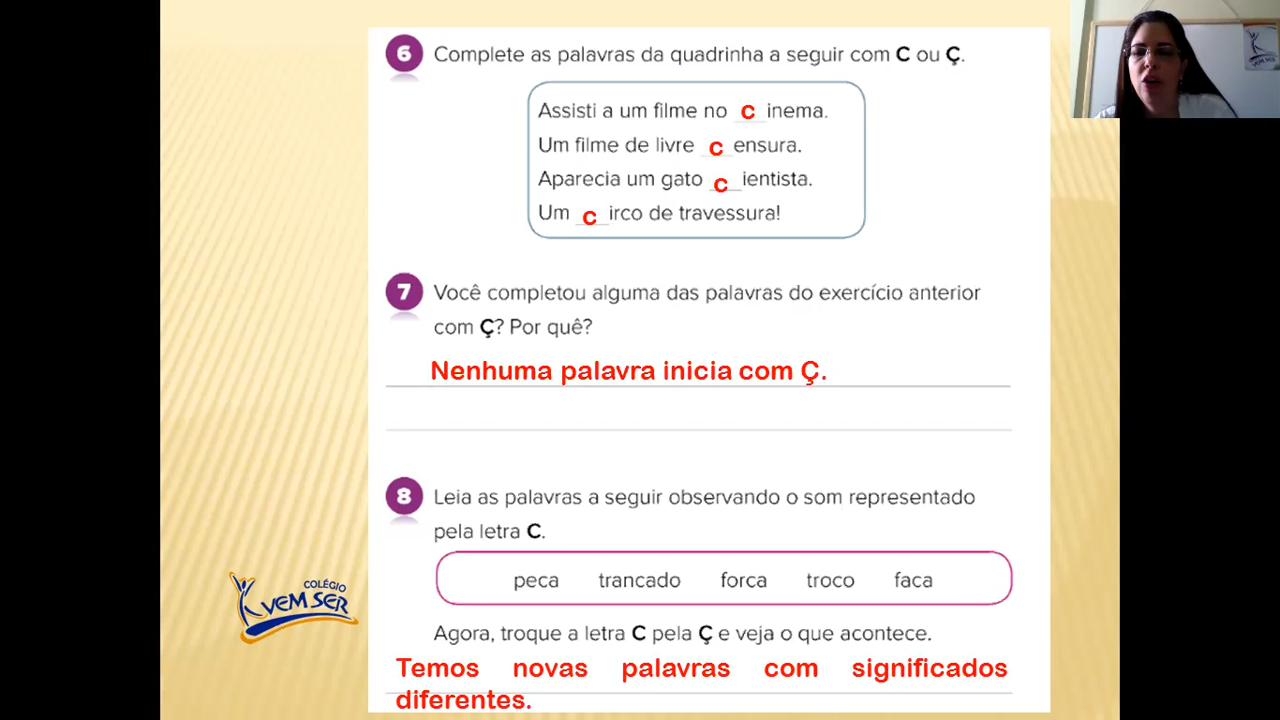 6 Complete as palavras da quadrinha a seguir com C ou Ç.
Assisti a um filme no c inema.
Um filme de livre c ensura.
Aparecia um gato c ientista.
Um c irco de travessura!
7 Você completou alguma das palavras do exercício anterior
com Ç? Por quê?
Nenhuma palavra inicia com Ç.
8 Leia as palavras a seguir observando o som representado
pela letra C.
peca trancado forca troco faca
Agora, troque a letra C pela Ç e veja o que acontece.
Temos novas palavras com significados
diferentes.
COLÉGIO
VEM SER
VEM SER